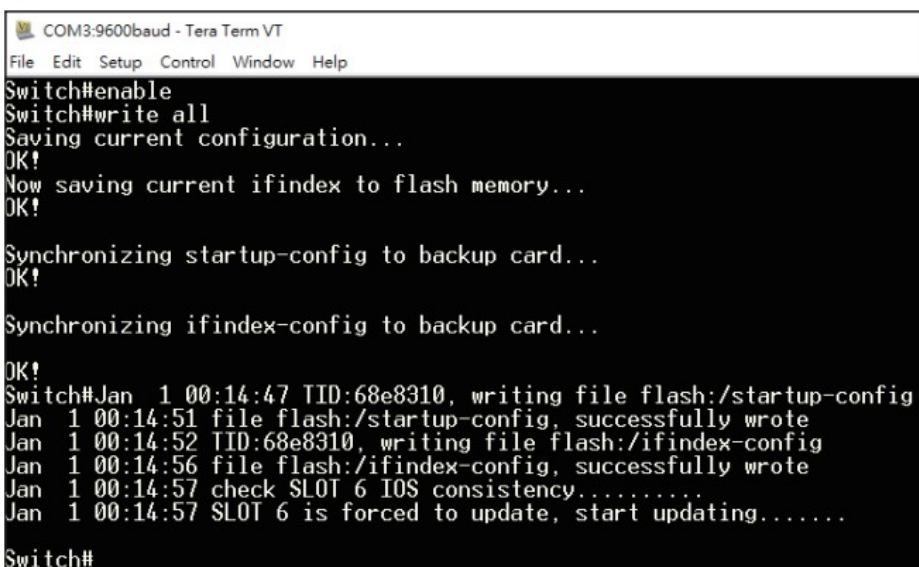 COM3:9600baud - Tera Term VT
File Edit Setup Control Window Help
Switch#enable
Switch#write all
Saving current configuration...
OK!
Now saving current ifindex to flash memory...
OK!
Synchronizing startup-config to backup card...
OK!
Synchronizing ifindex-config to backup card...
OK!
Switch#Jan  1 00:14:47 TID:68e8310, writing file flash:/startup-config
Jan  1 00:14:51 file flash:/startup-config, successfully wrote
Jan  1 00:14:52 TID:68e8310, writing file flash:/ifindex-config
Jan  1 00:14:56 file flash:/ifindex-config, successfully wrote
Jan  1 00:14:57 check SLOT 6 IOS consistency..........
Jan  1 00:14:57 SLOT 6 is forced to update, start updating.......
Switch#